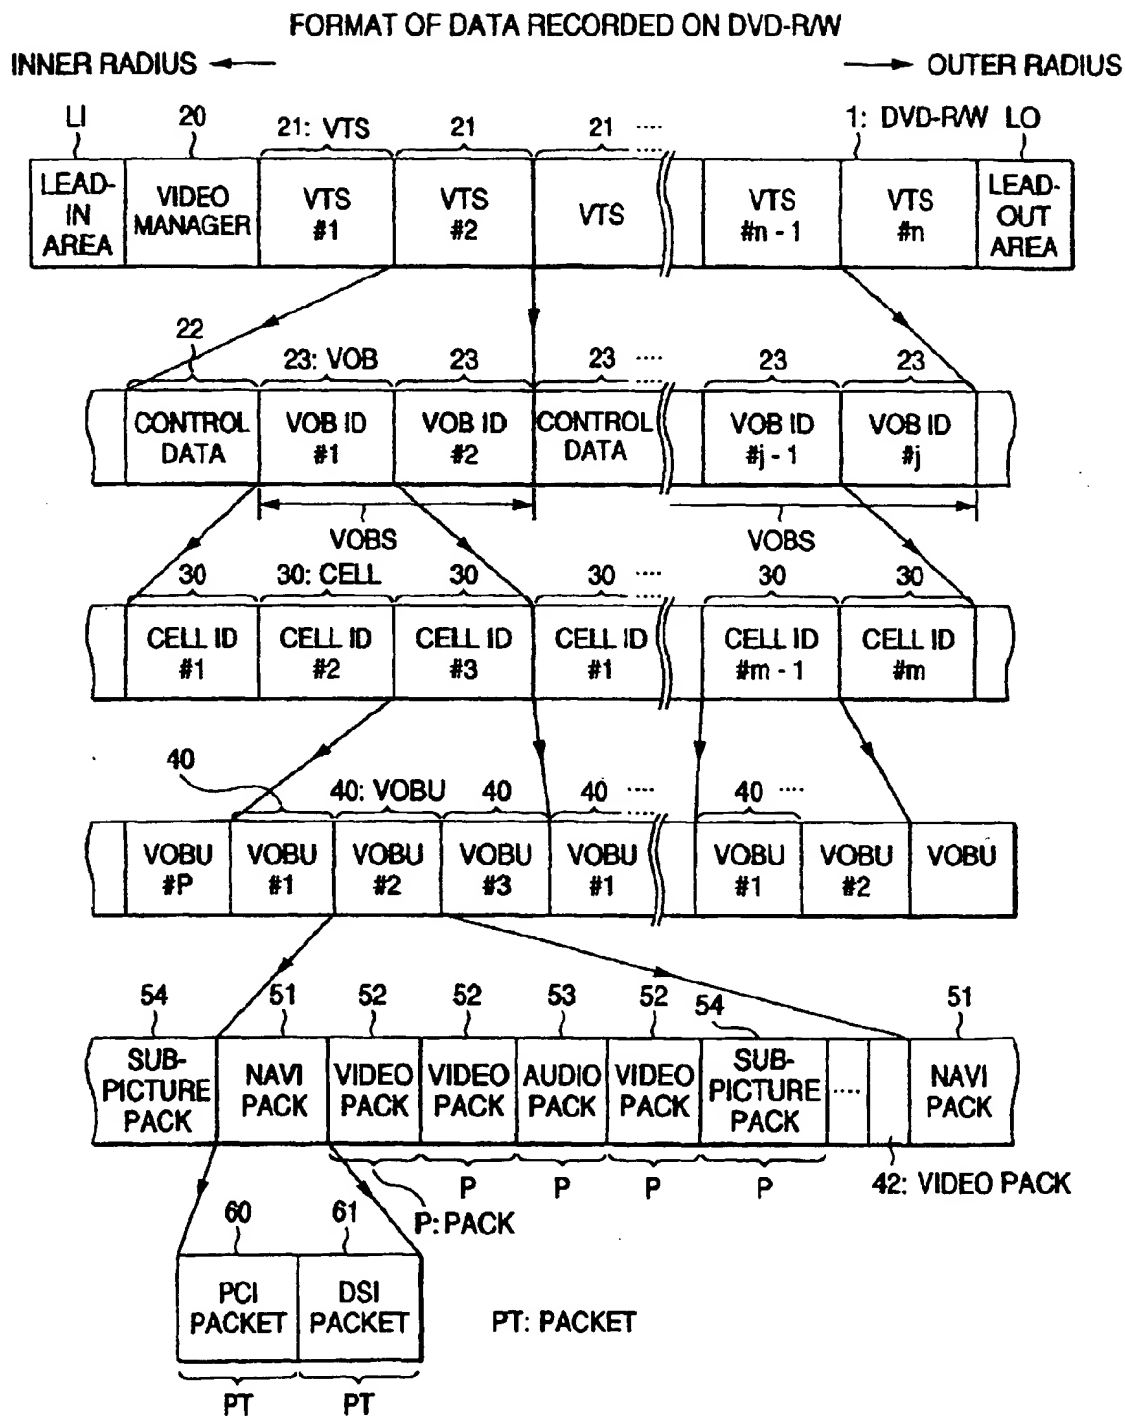 FORMAT OF DATA RECORDED ON DVD-R/W
INNER RADIUS
OUTER RADIUS
LI
20
21: VTS
21
21 ....
1: DVD-R/W
LO
LEAD-
IN
AREA
VIDEO
MANAGER
VTS
#1
VTS
#2
VTS
VTS
#n - 1
VTS
#n
LEAD-
OUT
AREA
22
23: VOB
23
23 ....
23
23
CONTROL
DATA
VOB ID
#1
VOB ID
#2
CONTROL
DATA
VOB ID
#j - 1
VOB ID
#j
VOBS
VOBS
30
30: CELL
30
30 ....
30
30
CELL ID
#1
CELL ID
#2
CELL ID
#3
CELL ID
#1
CELL ID
#m - 1
CELL ID
#m
40
40: VOBU
40
40 ....
40 ....
VOBU
#P
VOBU
#1
VOBU
#2
VOBU
#3
VOBU
#1
VOBU
#1
VOBU
#2
VOBU
54
51
52
52
53
52
54
51
SUB-
PICTURE
PACK
NAVI
PACK
VIDEO
PACK
VIDEO
PACK
AUDIO
PACK
VIDEO
PACK
SUB-
PICTURE
PACK
....
NAVI
PACK
P
P
P
P
42: VIDEO PACK
P: PACK
60
61
PCI
PACKET
DSI
PACKET
PT: PACKET
PT
PT